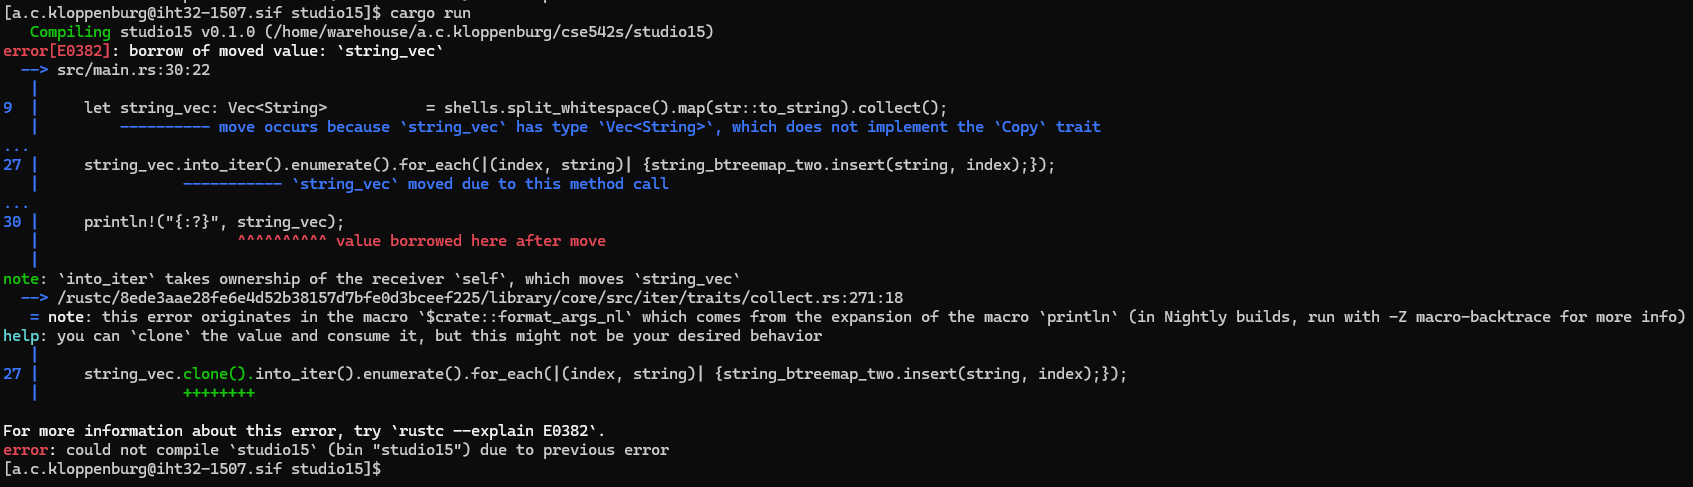 [a.c.kloppenburg@iht32-1507.sif studio15]$ cargo run
   Compiling studio15 v0.1.0 (/home/warehouse/a.c.kloppenburg/cse542s/studio15)
error[E0382]: borrow of moved value: `string_vec`
  --> src/main.rs:30:22
   |
9  |     let string_vec: Vec<String>           = shells.split_whitespace().map(str::to_string).collect();
   |         ---------- move occurs because `string_vec` has type `Vec<String>`, which does not implement the `Copy` trait
...
27 |     string_vec.into_iter().enumerate().for_each(|(index, string)| {string_btreemap_two.insert(string, index);});
   |                ----------- `string_vec` moved due to this method call
...
30 |     println!("{:?}", string_vec);
   |                      ^^^^^^^^^^ value borrowed here after move
   |
note: `into_iter` takes ownership of the receiver `self`, which moves `string_vec`
  --> /rustc/8ede3aae28fe6e4d52b38157d7bfe0d3bceef225/library/core/src/iter/traits/collect.rs:271:18
   = note: this error originates in the macro `$crate::format_args_nl` which comes from the expansion of the macro `println` (in Nightly builds, run with -Z macro-backtrace for more info)
help: you can `clone` the value and consume it, but this might not be your desired behavior
   |
27 |     string_vec.clone().into_iter().enumerate().for_each(|(index, string)| {string_btreemap_two.insert(string, index);});
   |                ++++++++

For more information about this error, try `rustc --explain E0382`.
error: could not compile `studio15` (bin "studio15") due to previous error
[a.c.kloppenburg@iht32-1507.sif studio15]$